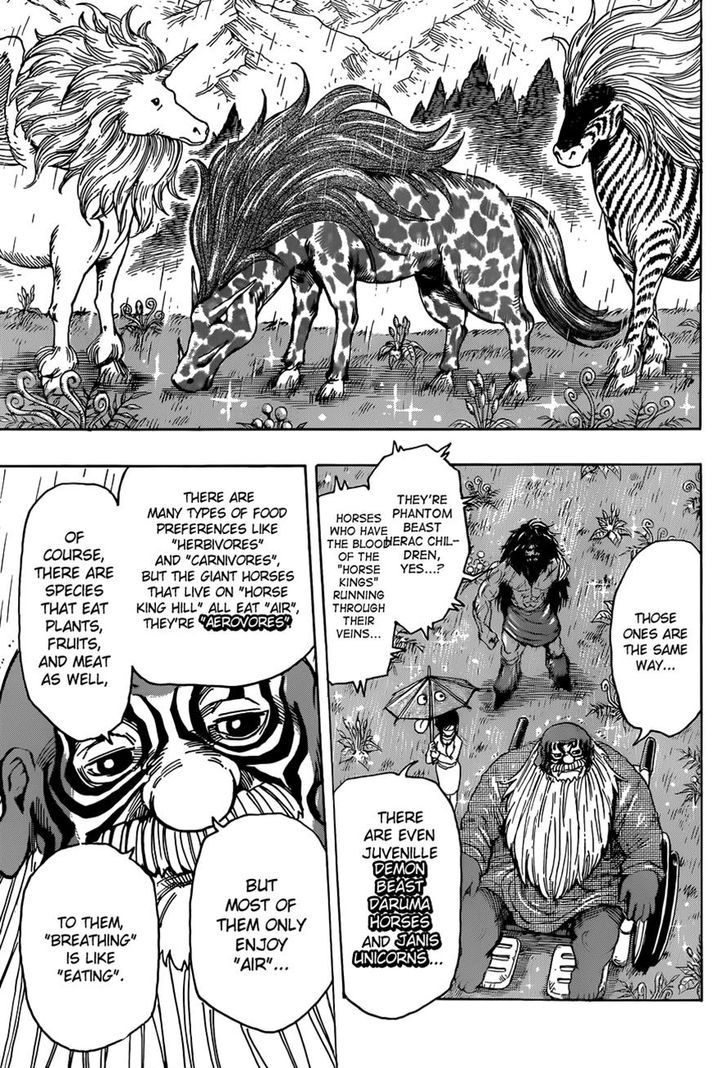 THEY'RE
PHANTOM
BEAST
HERAC CHIL-
DREN,
YES...?
HORSES
WHO HAVE
THE BLOOD
OF THE
"HORSE
KINGS"
RUNNING
THROUGH
THEIR
VEINS...
THOSE
ONES ARE
THE SAME
WAY...
THERE
ARE EVEN
JUVENILLE
DEMON
BEAST
DARUMA
HORSES
AND JANIS
UNICORNS...
THERE ARE
MANY TYPES OF FOOD
PREFERENCES LIKE
"HERBIVORES"
AND "CARNIVORES",
BUT THE GIANT HORSES
THAT LIVE ON "HORSE
KING HILL" ALL EAT "AIR",
THEY'RE "AEROVORES"
OF
COURSE,
THERE ARE
SPECIES
THAT EAT
PLANTS,
FRUITS,
AND MEAT
AS WELL,
BUT
MOST OF
THEM ONLY
ENJOY
"AIR"...
TO THEM,
"BREATHING"
IS LIKE
"EATING".